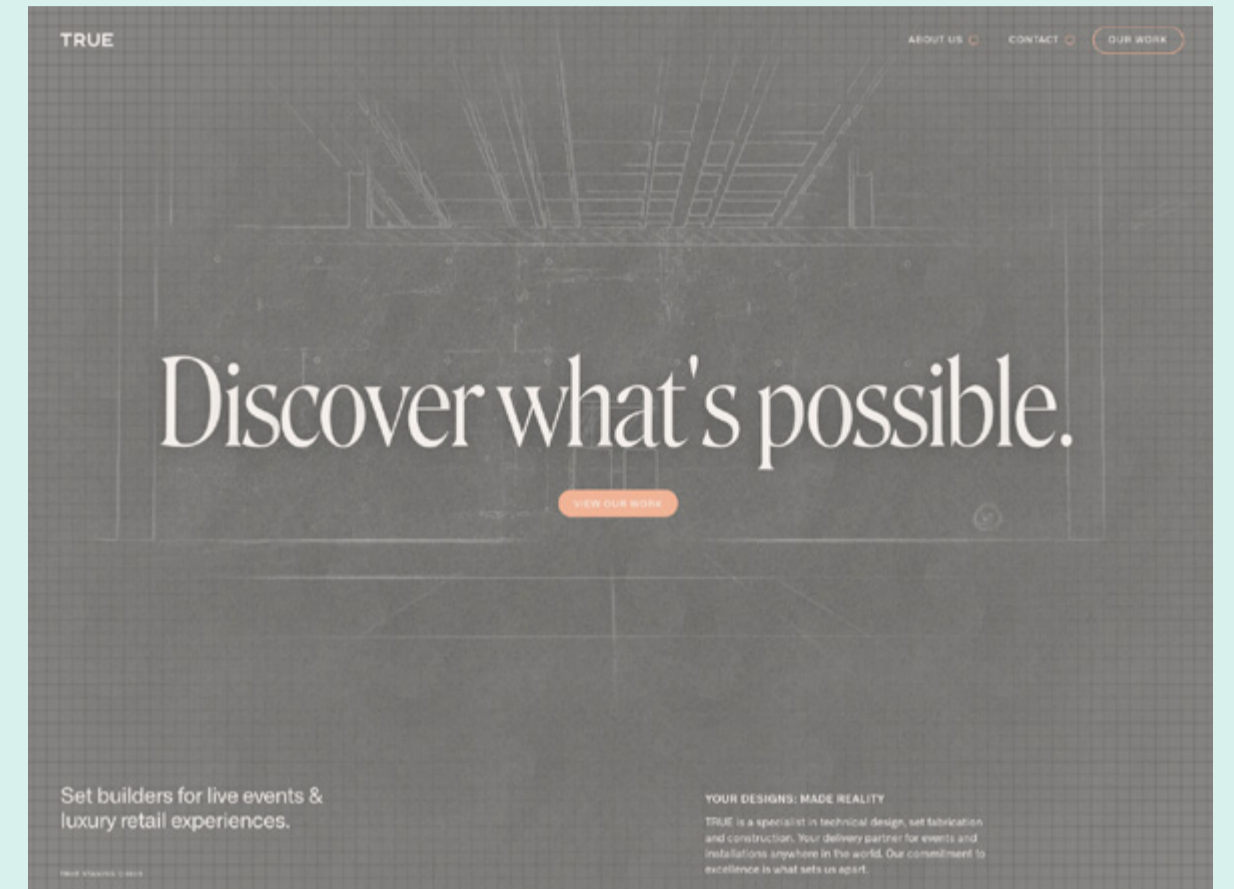 TRUE
ABOUT US
CONTACT
OUR WORK
Discover what's possible.
VIEW OUR WORK
Set builders for live events &
luxury retail experiences.
YOUR DESIGNS: MADE REALITY
TRUE is a specialist in technical design, set fabrication
and construction. Your delivery partner for events and
installations anywhere in the world. Our commitment to
excellence is what sets us apart.